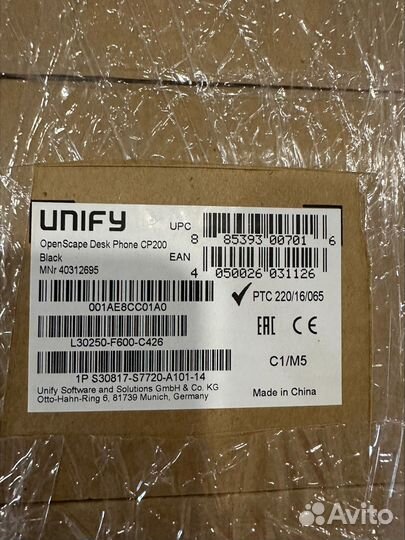 UNIFY
OpenScape Desk Phone CP200
Black
MNr 40312695
UPC
8 85393 00701 6
EAN
4 050026 031126
001AE8CC01A0
PTC 220/16/065
L30250-F600-C426
EAC CE
1P S30817-S7720-A101-14
C1/M5
Unify Software and Solutions GmbH & Co. KG
Otto-Hahn-Ring 6, 81739 Munich, Germany
Made in China
Avito